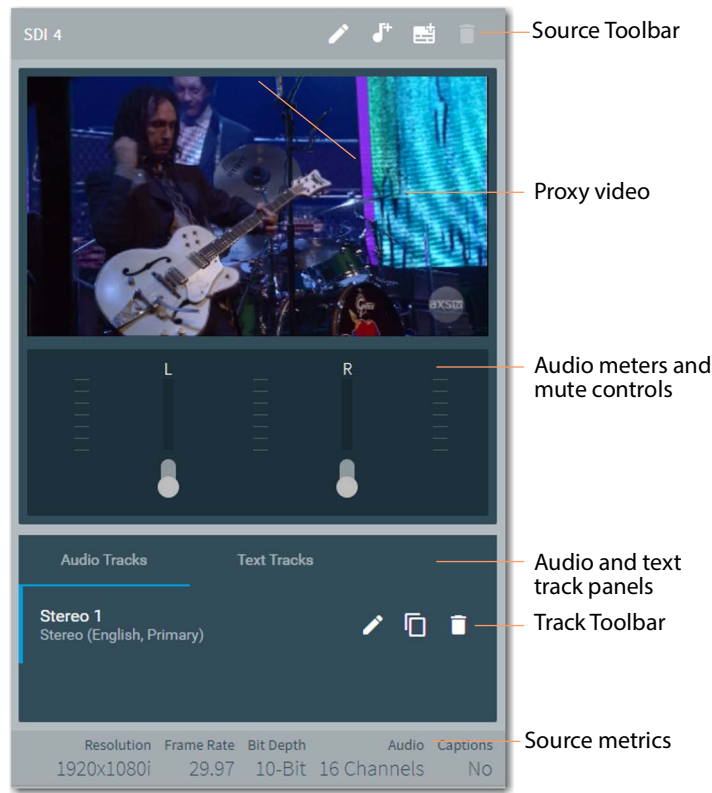 SDI 4
Source Toolbar
Proxy video
axstv
L
R
Audio meters and
mute controls
Audio Tracks
Text Tracks
Audio and text
track panels
Stereo 1
Stereo (English, Primary)
Track Toolbar
Resolution Frame Rate Bit Depth Audio Captions
1920x1080i 29.97 10-Bit 16 Channels No
Source metrics